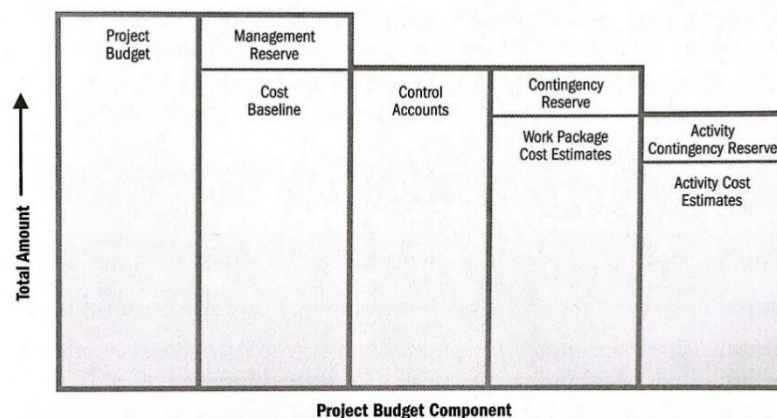 Project
Budget
Management
Reserve
Cost
Baseline
Control
Accounts
Contingency
Reserve
Work Package
Cost Estimates
Activity
Contingency Reserve
Activity Cost
Estimates
Total Amount
Project Budget Component